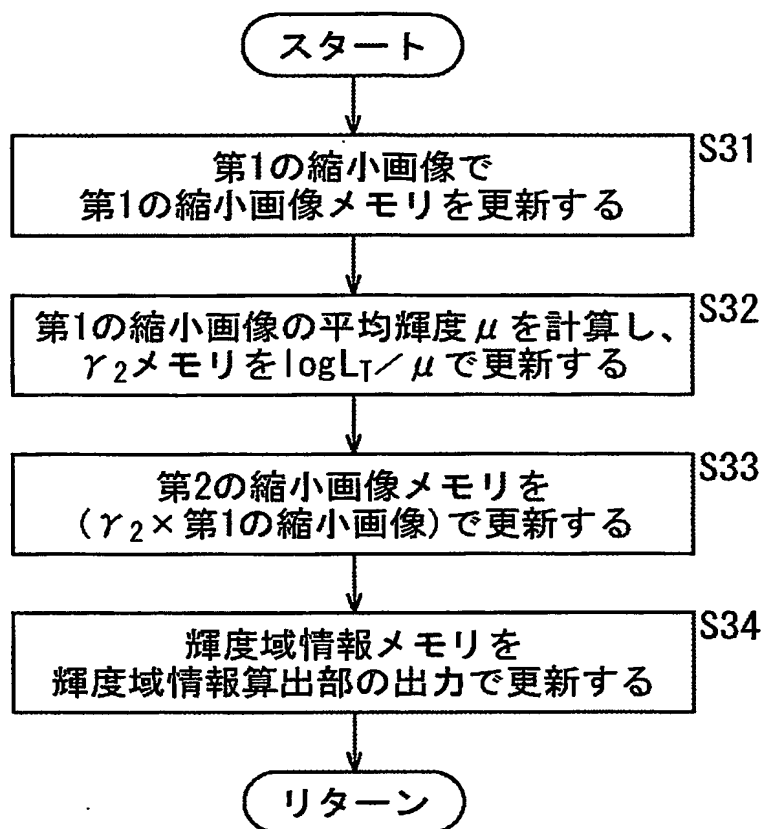 スタート
S31
第1の縮小画像で
第1の縮小画像メモリを更新する
S32
第1の縮小画像の平均輝度μを計算し、
γ₂メモリをlogL_T／μで更新する
S33
第2の縮小画像メモリを
(γ₂×第1の縮小画像)で更新する
S34
輝度域情報メモリを
輝度域情報算出部の出力で更新する
リターン